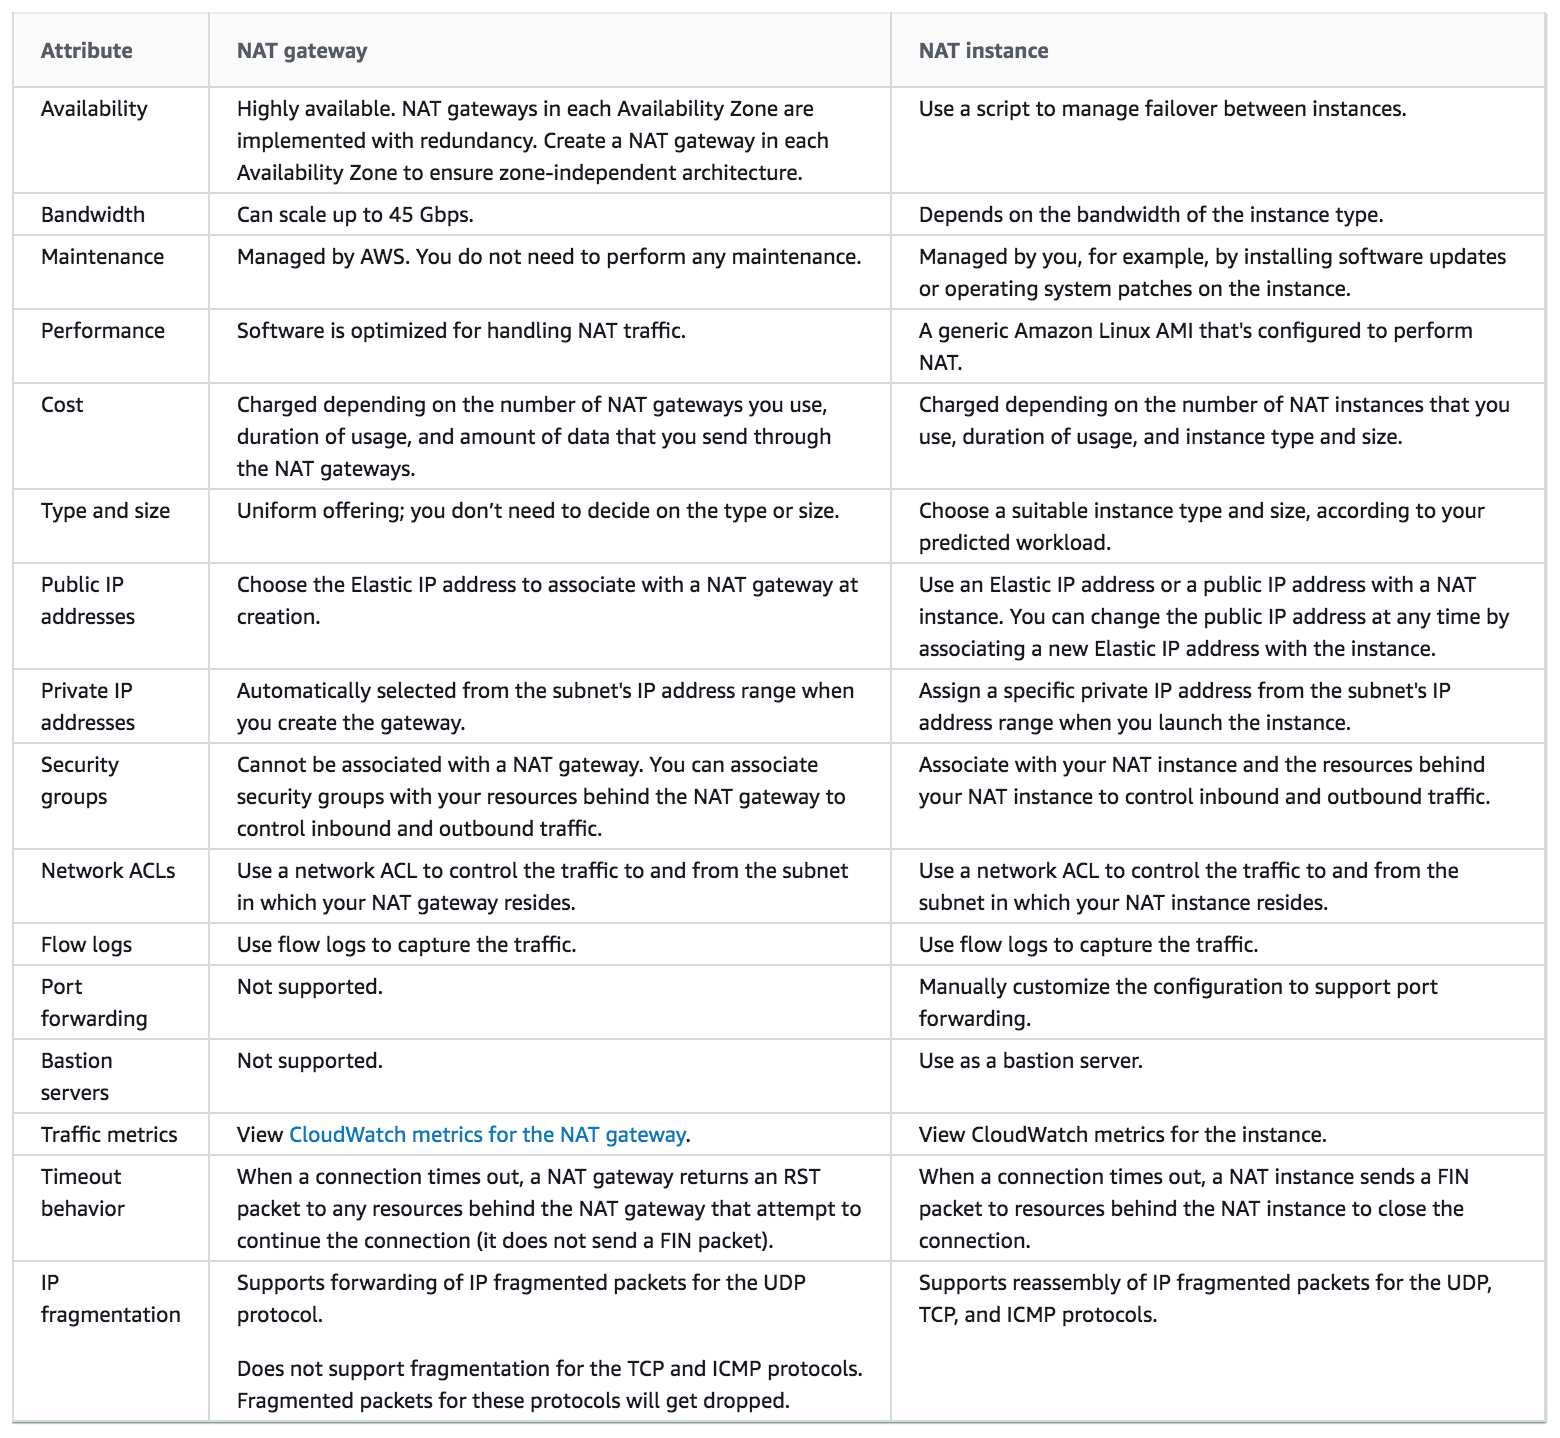 Attribute
NAT gateway
NAT instance
Availability
Highly available. NAT gateways in each Availability Zone are
implemented with redundancy. Create a NAT gateway in each
Availability Zone to ensure zone-independent architecture.
Use a script to manage failover between instances.
Bandwidth
Can scale up to 45 Gbps.
Depends on the bandwidth of the instance type.
Maintenance
Managed by AWS. You do not need to perform any maintenance.
Managed by you, for example, by installing software updates
or operating system patches on the instance.
Performance
Software is optimized for handling NAT traffic.
A generic Amazon Linux AMI that's configured to perform
NAT.
Cost
Charged depending on the number of NAT gateways you use,
duration of usage, and amount of data that you send through
the NAT gateways.
Charged depending on the number of NAT instances that you
use, duration of usage, and instance type and size.
Type and size
Uniform offering; you don’t need to decide on the type or size.
Choose a suitable instance type and size, according to your
predicted workload.
Public IP
addresses
Choose the Elastic IP address to associate with a NAT gateway at
creation.
Use an Elastic IP address or a public IP address with a NAT
instance. You can change the public IP address at any time by
associating a new Elastic IP address with the instance.
Private IP
addresses
Automatically selected from the subnet's IP address range when
you create the gateway.
Assign a specific private IP address from the subnet's IP
address range when you launch the instance.
Security
groups
Cannot be associated with a NAT gateway. You can associate
security groups with your resources behind the NAT gateway to
control inbound and outbound traffic.
Associate with your NAT instance and the resources behind
your NAT instance to control inbound and outbound traffic.
Network ACLs
Use a network ACL to control the traffic to and from the subnet
in which your NAT gateway resides.
Use a network ACL to control the traffic to and from the
subnet in which your NAT instance resides.
Flow logs
Use flow logs to capture the traffic.
Use flow logs to capture the traffic.
Port
forwarding
Not supported.
Manually customize the configuration to support port
forwarding.
Bastion
servers
Not supported.
Use as a bastion server.
Traffic metrics
View CloudWatch metrics for the NAT gateway.
View CloudWatch metrics for the instance.
Timeout
behavior
When a connection times out, a NAT gateway returns an RST
packet to any resources behind the NAT gateway that attempt to
continue the connection (it does not send a FIN packet).
When a connection times out, a NAT instance sends a FIN
packet to resources behind the NAT instance to close the
connection.
IP
fragmentation
Supports forwarding of IP fragmented packets for the UDP
protocol.
Does not support fragmentation for the TCP and ICMP protocols.
Fragmented packets for these protocols will get dropped.
Supports reassembly of IP fragmented packets for the UDP,
TCP, and ICMP protocols.